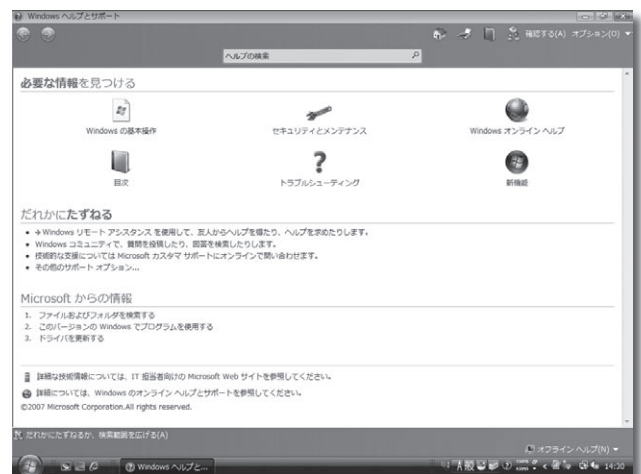 Windows ヘルプとサポート
確認する(A) オプション(O)
ヘルプの検索
必要な情報を見つける
Windows の基本操作
セキュリティとメンテナンス
Windows オンライン ヘルプ
目次
トラブルシューティング
新機能
だれかにたずねる
Windows リモート アシスタンス を使用して、友人からヘルプを得たり、ヘルプを求めたりします。
Windows コミュニティで、質問を投稿したり、回答を検索したりします。
技術的な支援については Microsoft カスタマ サポートにオンラインで問い合わせます。
その他のサポート オプション...
Microsoft からの情報
1. ファイルおよびフォルダを検索する
2. このバージョンの Windows でプログラムを使用する
3. ドライバを更新する
詳細な技術情報については、IT 担当者向けの Microsoft Web サイトを参照してください。
詳細については、Windows のオンライン ヘルプとサポートを参照してください。
©2007 Microsoft Corporation.All rights reserved.
だれかにたずねるか、検索範囲を広げる(A)
オフライン ヘルプ(N)
Windows ヘルプと...
A 般
14:30